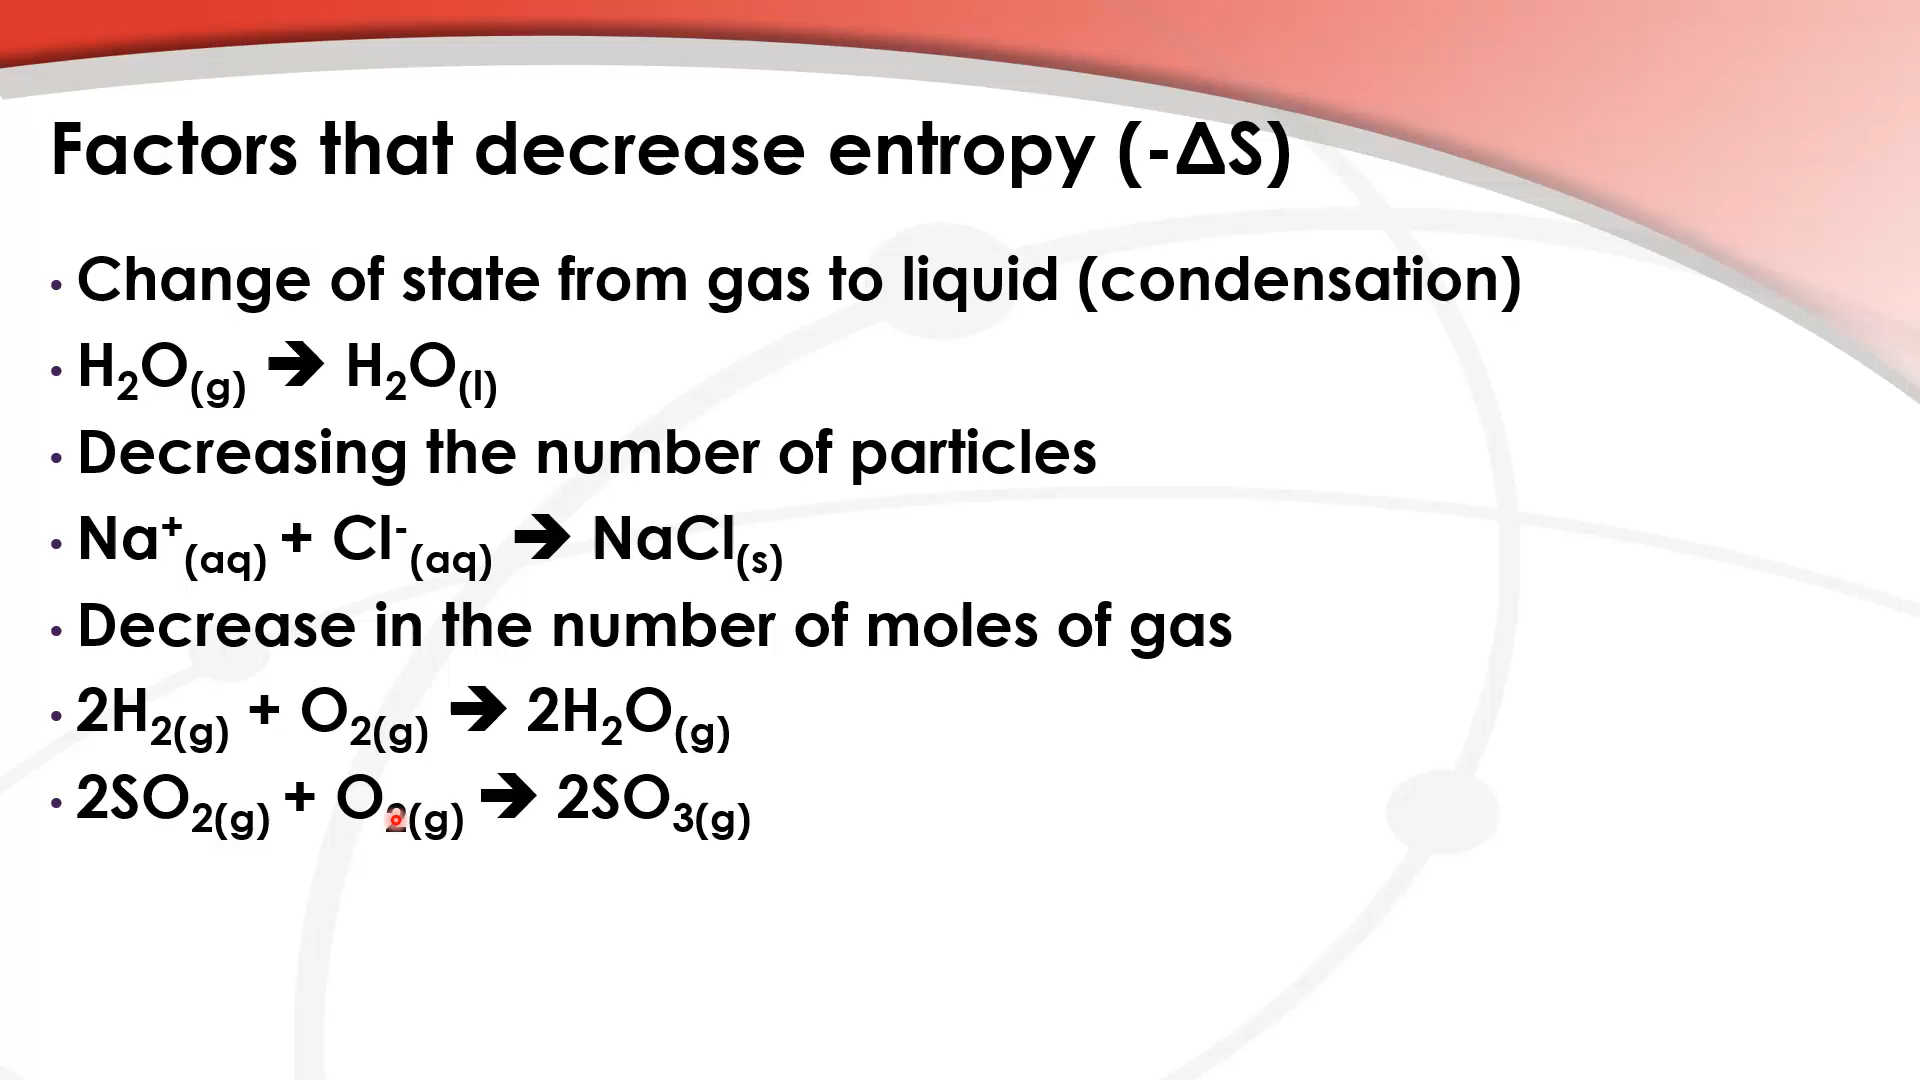 Factors that decrease entropy (-ΔS)
• Change of state from gas to liquid (condensation)
• H₂O₍g₎ ➔ H₂O₍l₎
• Decreasing the number of particles
• Na⁺(aq) + Cl⁻(aq) ➔ NaCl(s)
• Decrease in the number of moles of gas
• 2H₂(g) + O₂(g) ➔ 2H₂O(g)
• 2SO₂(g) + O₂(g) ➔ 2SO₃(g)